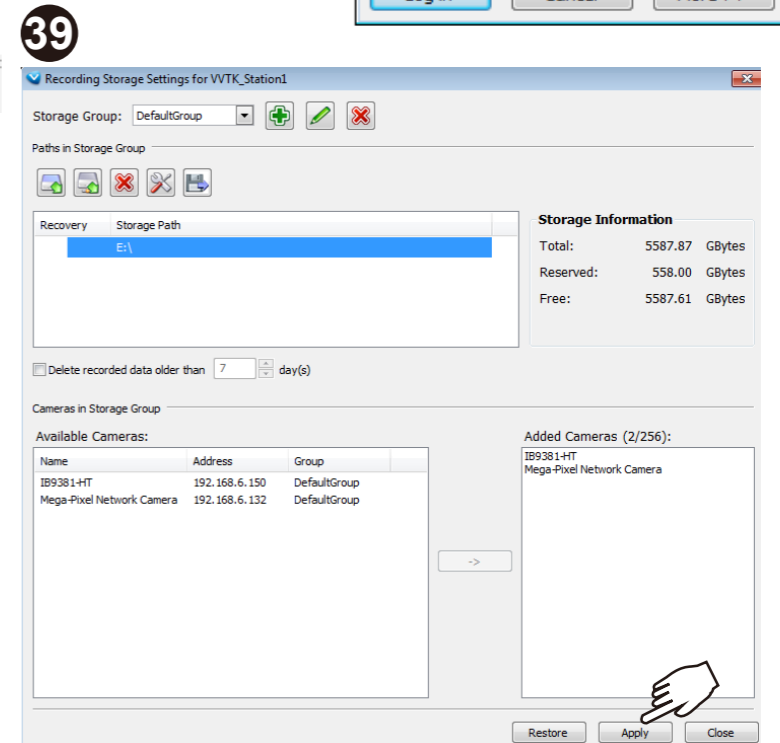 39
Recording Storage Settings for VVTK_Station1
Storage Group: DefaultGroup
Paths in Storage Group
Recovery Storage Path
E:\
Storage Information
Total: 5587.87 GBytes
Reserved: 558.00 GBytes
Free: 5587.61 GBytes
Delete recorded data older than 7 day(s)
Cameras in Storage Group
Available Cameras:
Name Address Group
IB9381-HT 192.168.6.150 DefaultGroup
Mega-Pixel Network Camera 192.168.6.132 DefaultGroup
->
Added Cameras (2/256):
IB9381-HT
Mega-Pixel Network Camera
Restore Apply Close